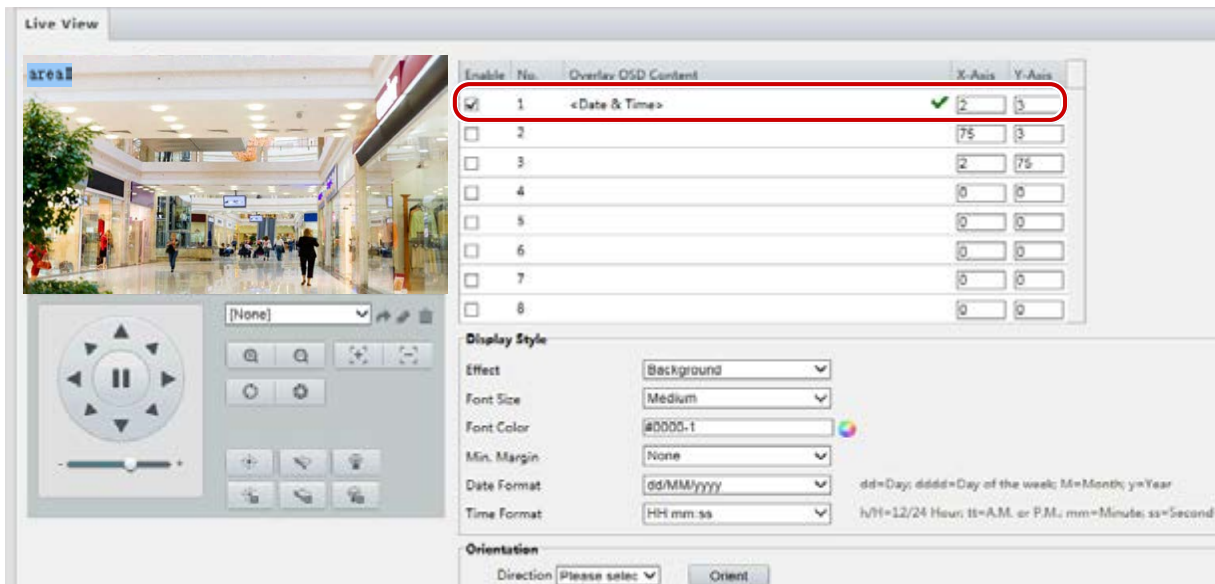 Live View
area1
Enable No. Overlay OSD Content X-Axis Y-Axis
1 <Date & Time> 2 3
2 75 3
3 2 75
4 0 0
5 0 0
6 0 0
7 0 0
8 0 0
[None]
Display Style
Effect Background
Font Size Medium
Font Color #0000-1
Min. Margin None
Date Format dd/MM/yyyy dd=Day; dddd=Day of the week; M=Month; y=Year
Time Format HH:mm:ss h/H=12/24 Hour; tt=A.M. or P.M.; mm=Minute; ss=Second
Orientation
Direction Please selec Orient